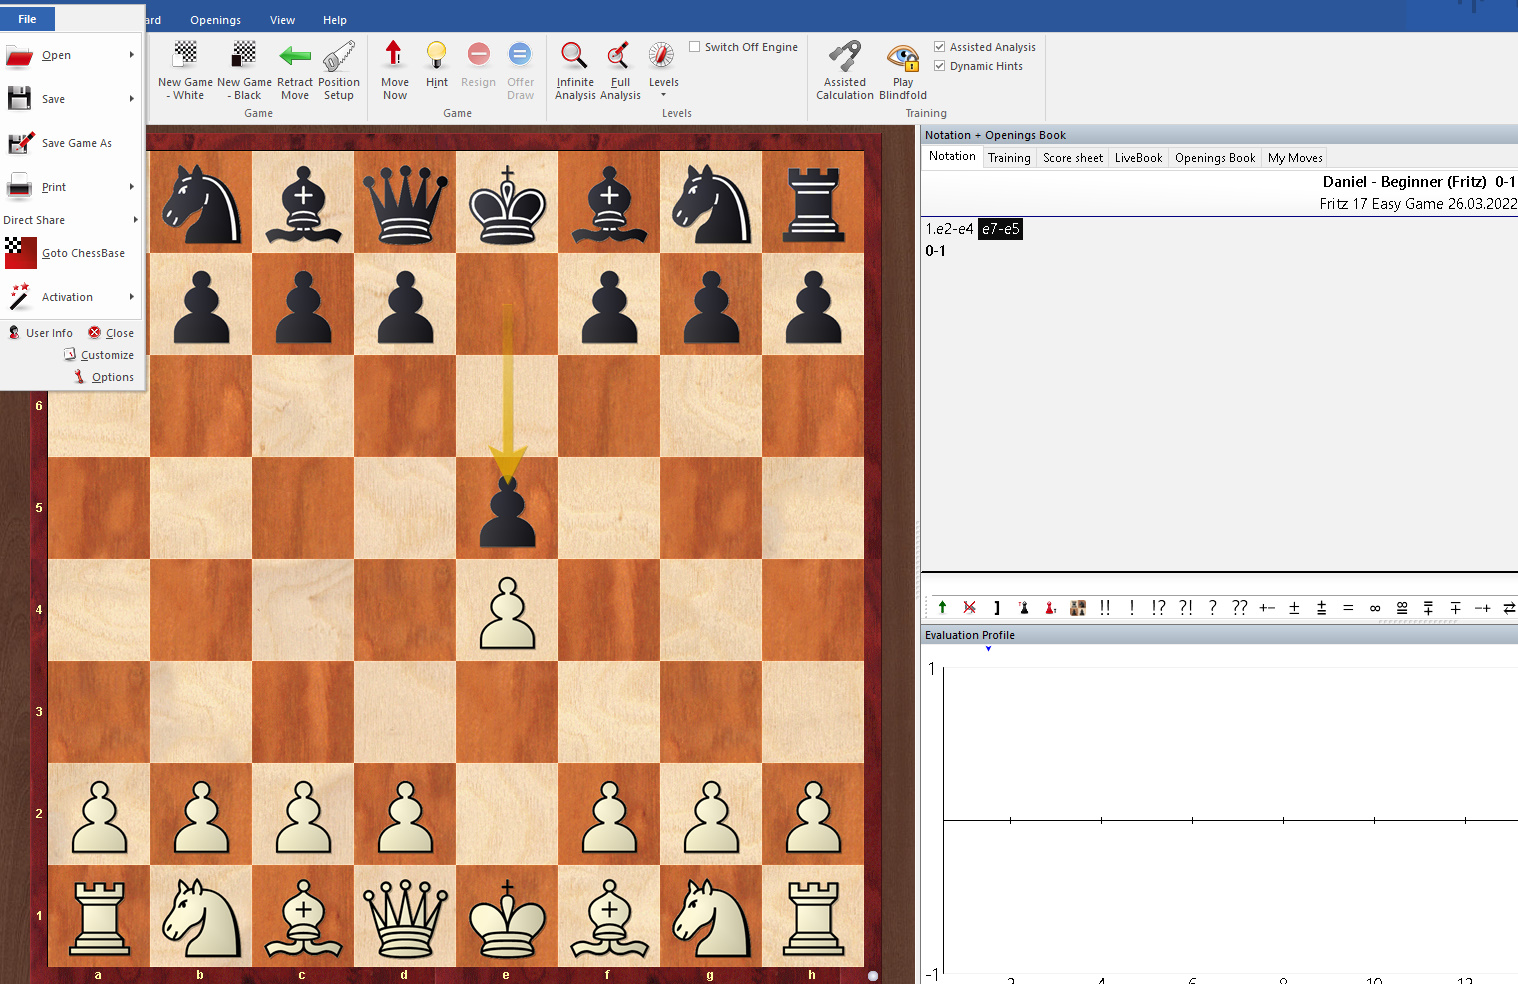 File
ard Openings View Help
Open
Save
Save Game As
Print
Direct Share
Goto ChessBase
Activation
User Info Close
Customize
Options
New Game - White
New Game - Black
Retract Move
Position Setup
Game
Move Now
Hint
Resign
Offer Draw
Game
Infinite Analysis
Full Analysis
Levels
Switch Off Engine
Levels
Assisted Calculation
Play Blindfold
Assisted Analysis
Dynamic Hints
Training
Notation + Openings Book
Notation Training Score sheet LiveBook Openings Book My Moves
Daniel - Beginner (Fritz) 0-1
Fritz 17 Easy Game 26.03.2022
1.e2-e4 e7-e5
0-1
6
5
4
3
2
1
a b c d e f g h
] !! ! !? ?! ? ?? +− ± ⩲ = ∞ ⯹ ⩱ ∓ −+ ⇄
Evaluation Profile
1
-1
2 4 6 8 10 12